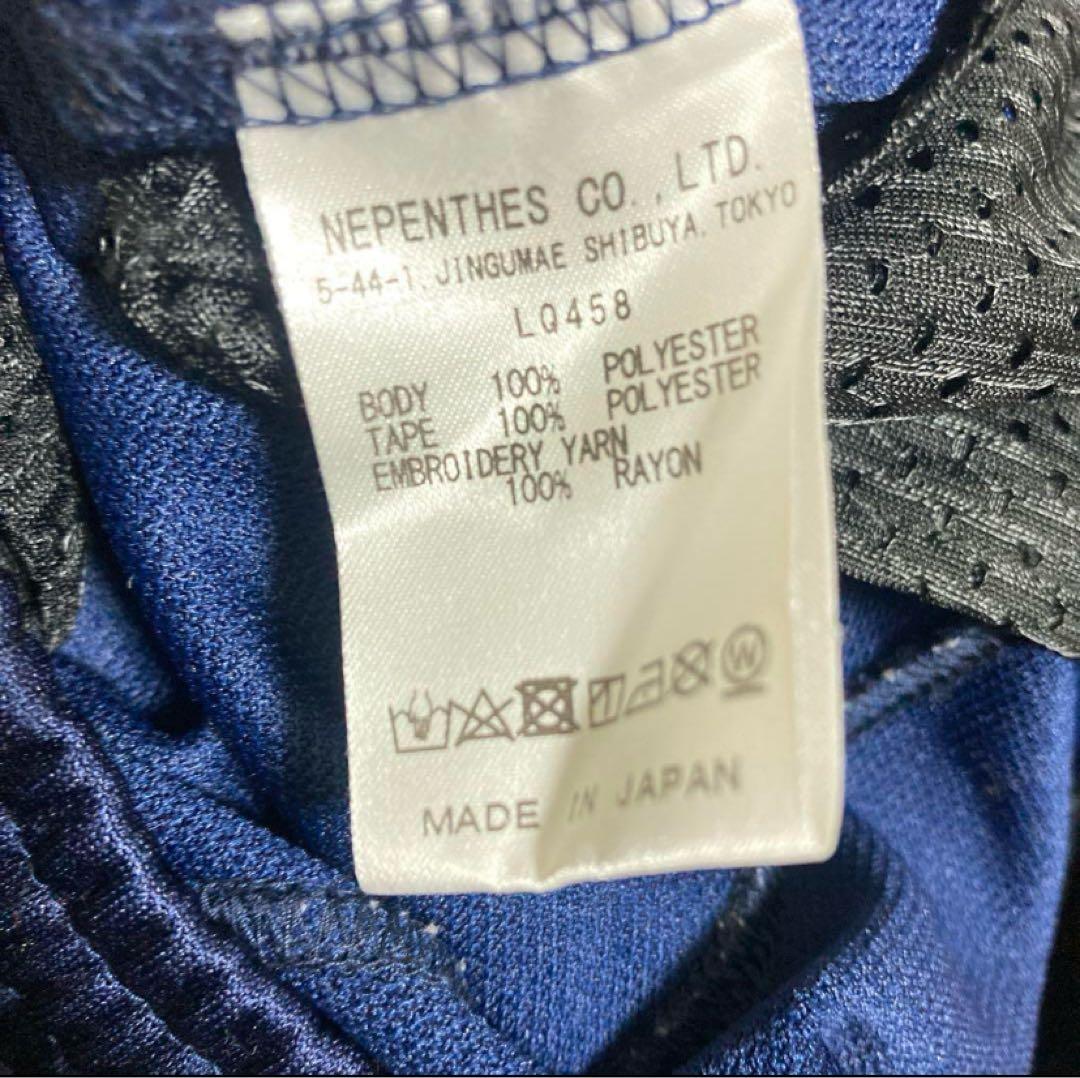 NEPENTHES CO., LTD.
5-44-1, JINGUMAE SHIBUYA, TOKYO
LQ458
BODY 100% POLYESTER
TAPE 100% POLYESTER
EMBROIDERY YARN
100% RAYON
W
MADE IN JAPAN